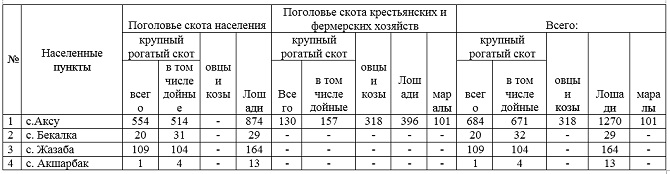 № | Населенные пункты | Поголовье скота населения | Поголовье скота крестьянских и фермерских хозяйств | Всего:
крупный рогатый скот | овцы и козы | Лошади | крупный рогатый скот | овцы и козы | Лошади | маралы | крупный рогатый скот | овцы и козы | Лошади | маралы
всего | в том числе дойные | Всего | в том числе дойные | всего | в том числе дойные
1 | с.Аксу | 554 | 514 | - | 874 | 130 | 157 | 318 | 396 | 101 | 684 | 671 | 318 | 1270 | 101
2 | с. Бекалка | 20 | 31 | - | 29 | 20 | 32 | - | 29 | -
3 | с. Жазаба | 109 | 104 | - | 164 | 109 | 104 | - | 164 | -
4 | с. Акшарбак | 1 | 4 | - | 13 | 1 | 4 | - | 13 | -